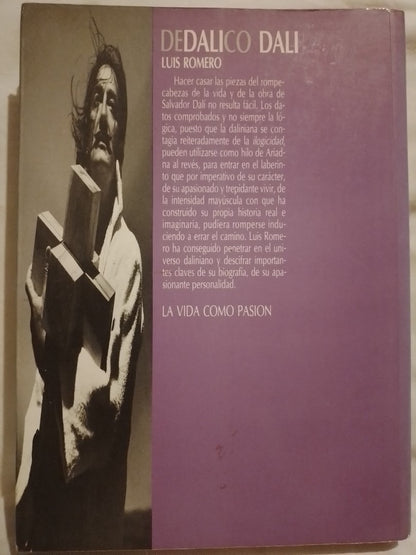 DEDALICO DALI
LUIS ROMERO
Hacer casar las piezas del rompe-
cabezas de la vida y de la obra de
Salvador Dalí no resulta fácil. Los da-
tos comprobados y no siempre la ló-
gica, puesto que la daliniana se con-
tagia reiteradamente de la ilogicidad,
pueden utilizarse como hilo de Ariad-
na al revés, para entrar en el laberin-
to que por imperativo de su carácter,
de su apasionado y trepidante vivir, de
la intensidad mayúscula con que ha
construido su propia historia real e
imaginaria, pudiera romperse indu-
ciendo a errar el camino. Luis Rome-
ro ha conseguido penetrar en el uni-
verso daliniano y descifrar importan-
tes claves de su biografía, de su apa-
sionante personalidad.
LA VIDA COMO PASION